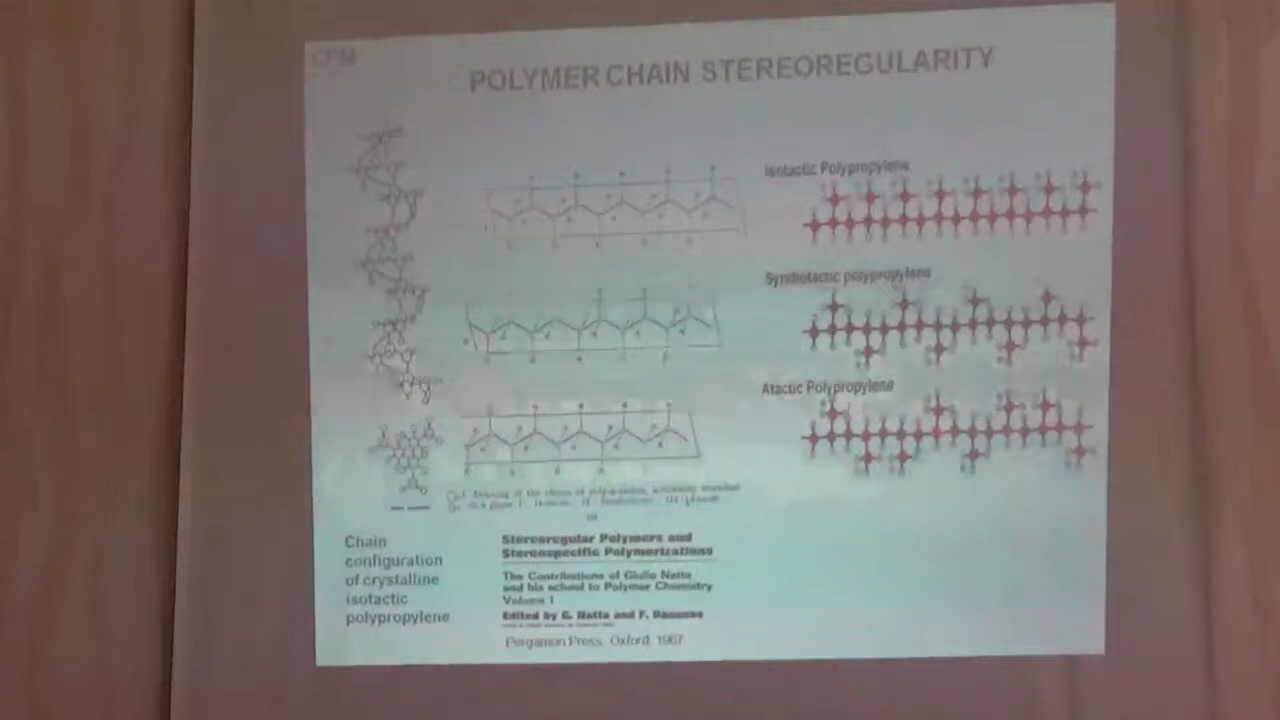 POLYMER CHAIN STEREOREGULARITY
Isotactic Polypropylene
Syndiotactic polypropylene
Atactic Polypropylene
Chain
configuration
of crystalline
isotactic
polypropylene
Stereoregular Polymers and
Stereospecific Polymerizations
The Contributions of Giulio Natta
and his school to Polymer Chemistry
Volume 1
Edited by G. Natta and F. Danusso
Pergamon Press, Oxford, 1967